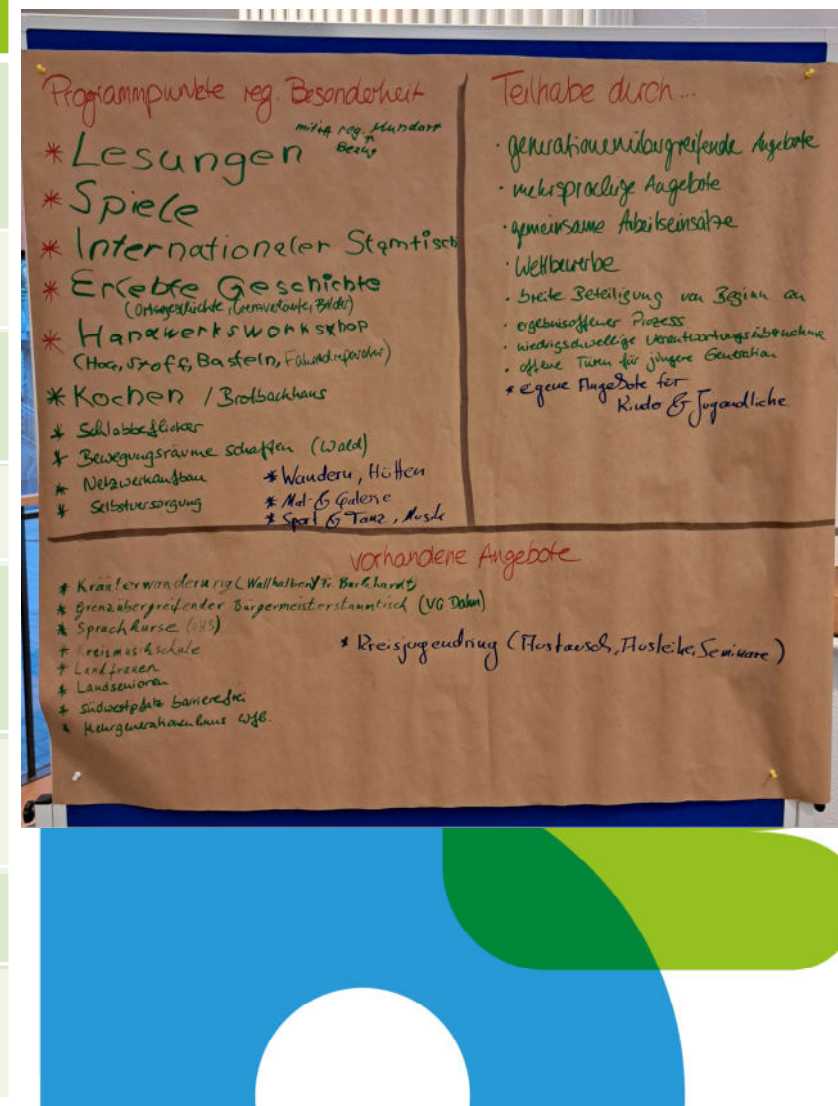 Programmpunkte reg. Besonderheit
mit reg. Mundart
Bezug
* Lesungen
* Spiele
* Internationaler Stamtisch
* Erlebte Geschichte
(Ortsgeschichte, Bilder)
* Handwerksworkshop
(Holz, Stoff, Basteln, Fahrradreparatur)
* Kochen / Brotbackhaus
* Schlabbeflicker
* Bewegungsräume schaffen (Wald)
* Netzwerkaufbau
* Selbstversorgung
* Wandern, Hütten
* Mal- & Galerie
* Sport & Tanz, Musik
Teilhabe durch...
· generationenübergreifende Angebote
· mehrsprachige Angebote
· gemeinsame Arbeitseinsätze
· Wettbewerbe
· breite Beteiligung von Beginn an
· ergebnisoffener Prozess
· niedrigschwellige Verantwortungsübernahme
· offene Türen für jüngere Generation
* eigene Angebote für
Kinder & Jugendliche
vorhandene Angebote
* Kräuterwanderung (Wallhalben/Fr. Burkhardt)
* Grenzübergreifender Bürgermeisterstammtisch (VG Dahn)
* Sprachkurse (VHS)
* Kreismusikschule
* Landfrauen
* Landsenioren
* Südwestpfalz barrierefrei
* Mehrgenerationenhaus
* Kreisjugendring (Austausch, Ausleihe, Seminare)